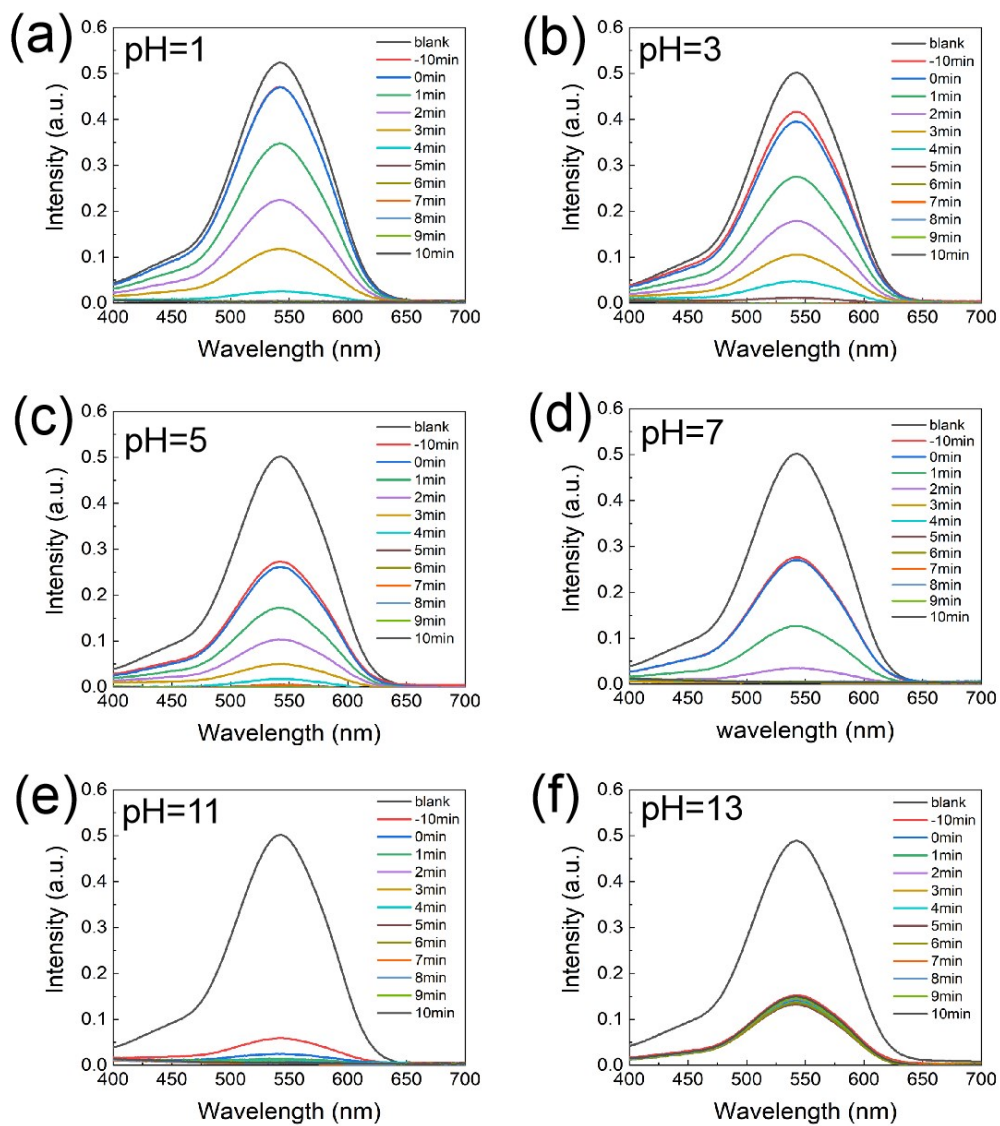 (a)
pH=1
Intensity (a.u.)
0.6
0.5
0.4
0.3
0.2
0.1
0.0
blank
-10min
0min
1min
2min
3min
4min
5min
6min
7min
8min
9min
10min
400 450 500 550 600 650 700
Wavelength (nm)
(b)
pH=3
Intensity (a.u.)
0.6
0.5
0.4
0.3
0.2
0.1
0.0
blank
-10min
0min
1min
2min
3min
4min
5min
6min
7min
8min
9min
10min
400 450 500 550 600 650 700
Wavelength (nm)
(c)
pH=5
Intensity (a.u.)
0.6
0.5
0.4
0.3
0.2
0.1
0.0
blank
-10min
0min
1min
2min
3min
4min
5min
6min
7min
8min
9min
10min
400 450 500 550 600 650 700
Wavelength (nm)
(d)
pH=7
Intensity (a.u.)
0.6
0.5
0.4
0.3
0.2
0.1
0.0
blank
-10min
0min
1min
2min
3min
4min
5min
6min
7min
8min
9min
10min
400 450 500 550 600 650 700
wavelength (nm)
(e)
pH=11
Intensity (a.u.)
0.6
0.5
0.4
0.3
0.2
0.1
0.0
blank
-10min
0min
1min
2min
3min
4min
5min
6min
7min
8min
9min
10min
400 450 500 550 600 650 700
Wavelength (nm)
(f)
pH=13
Intensity (a.u.)
0.6
0.5
0.4
0.3
0.2
0.1
0.0
blank
-10min
0min
1min
2min
3min
4min
5min
6min
7min
8min
9min
10min
400 450 500 550 600 650 700
Wavelength (nm)